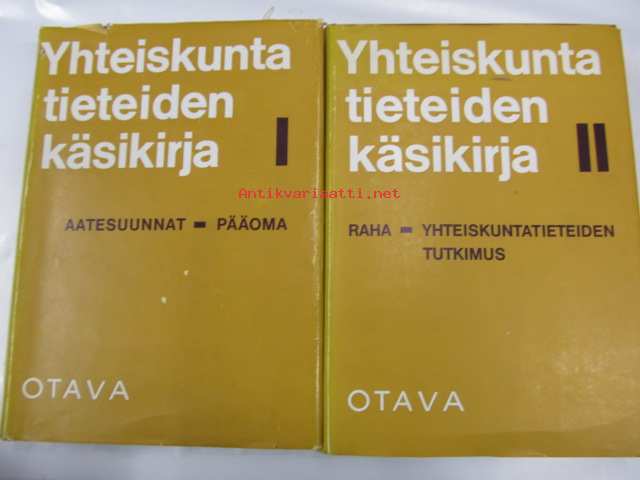 Yhteiskunta
tieteiden
käsikirja I
AATESUUNNAT - PÄÄOMA
OTAVA
Yhteiskunta
tieteiden
käsikirja II
RAHA - YHTEISKUNTATIETEIDEN
TUTKIMUS
OTAVA
Antikvariaatti.net